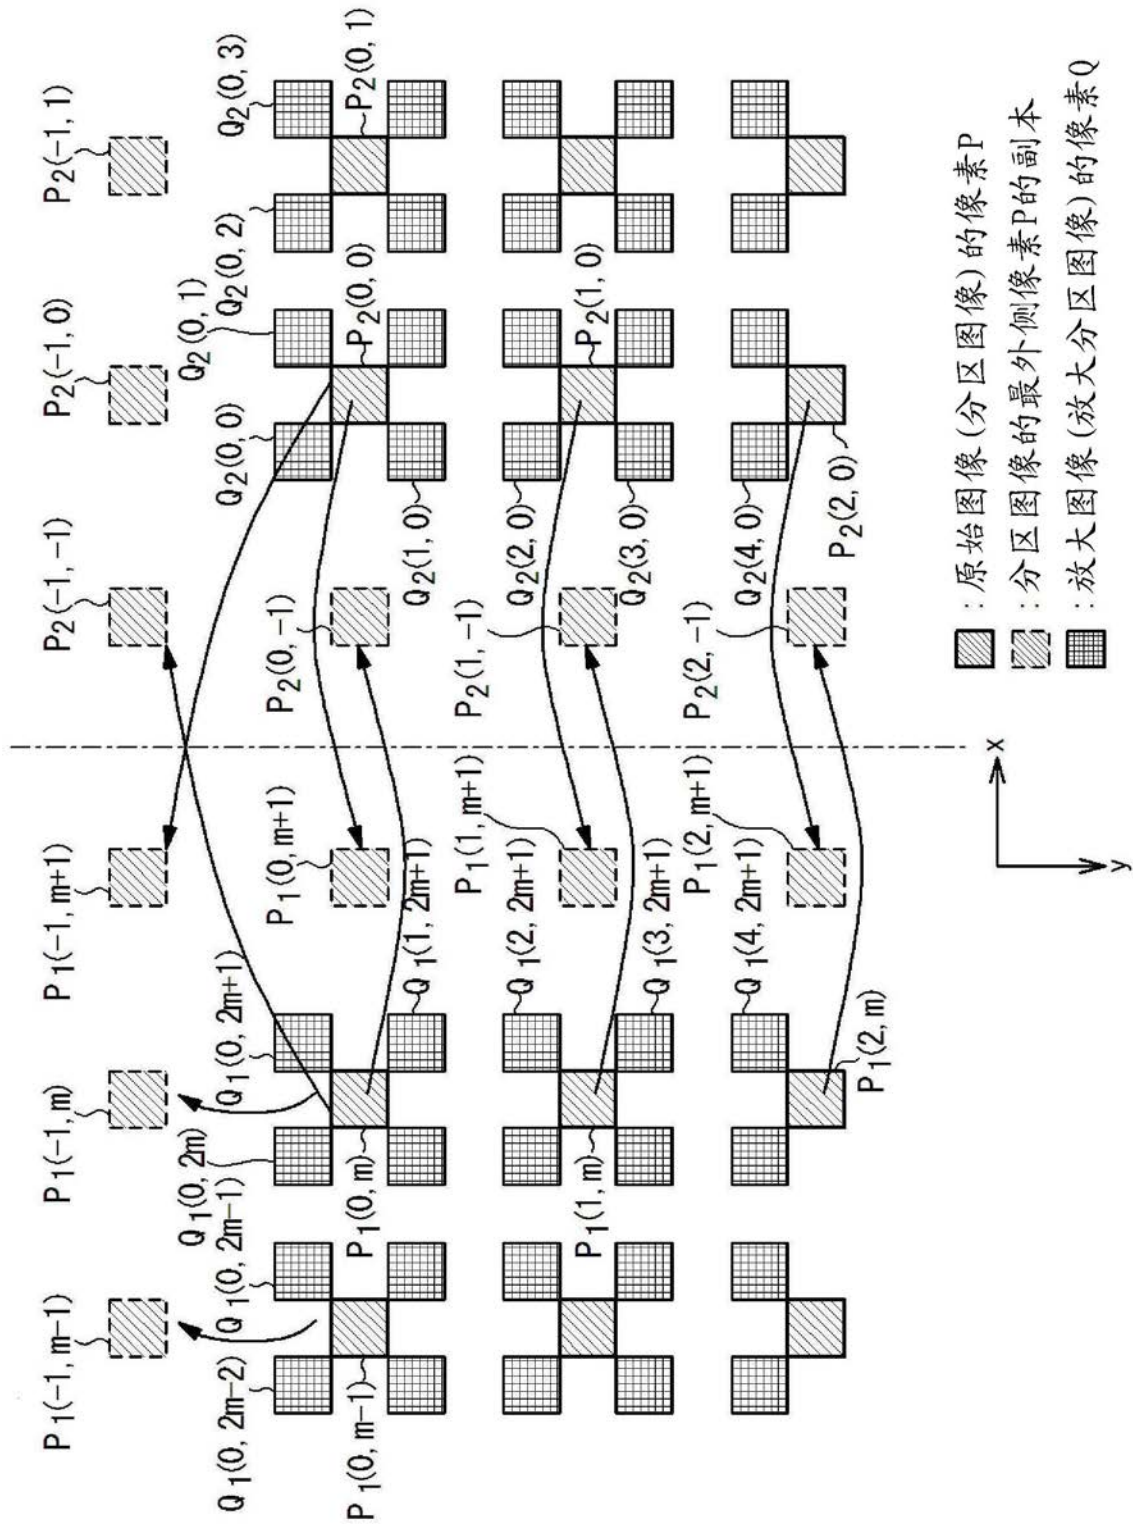 P1(-1, m-1)
P1(-1, m)
P1(-1, m+1)
P2(-1, -1)
P2(-1, 0)
P2(-1, 1)
Q1(0, 2m-2)
Q1(0, 2m-1)
Q1(0, 2m)
Q1(0, 2m+1)
Q2(0, 0)
Q2(0, 1)
Q2(0, 2)
Q2(0, 3)
P1(0, m-1)
P1(0, m)
P1(0, m+1)
P2(0, -1)
P2(0, 0)
P2(0, 1)
Q1(1, 2m+1)
Q2(1, 0)
Q1(2, 2m+1)
Q2(2, 0)
P1(1, m)
P1(1, m+1)
P2(1, -1)
P2(1, 0)
Q1(3, 2m+1)
Q2(3, 0)
Q1(4, 2m+1)
Q2(4, 0)
P1(2, m)
P1(2, m+1)
P2(2, -1)
P2(2, 0)
x
y
:原始图像(分区图像)的像素P
:分区图像的最外侧像素P的副本
:放大图像(放大分区图像)的像素Q